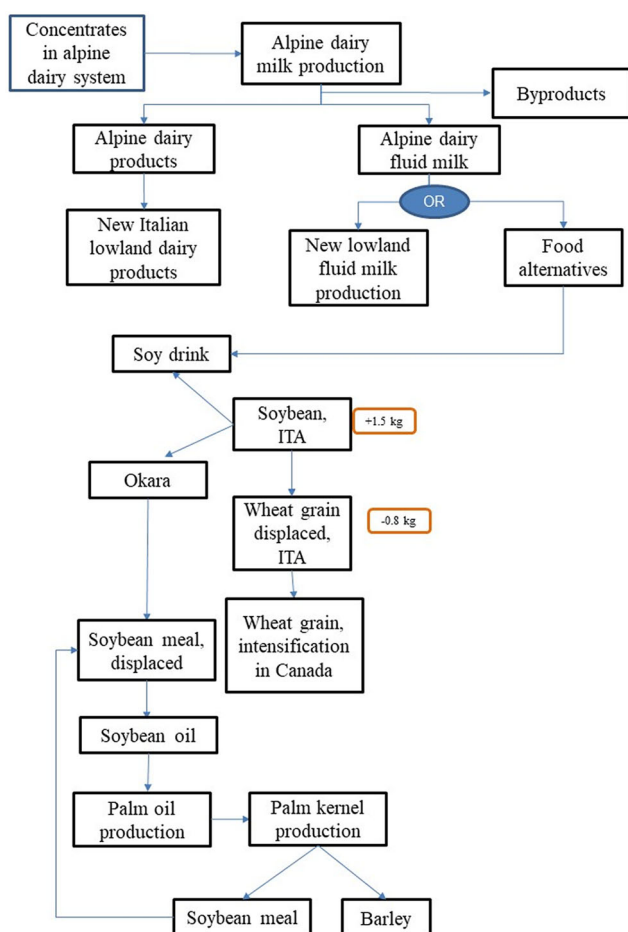 Concentrates
in alpine
dairy system
Alpine dairy
milk production
Byproducts
Alpine dairy
products
Alpine dairy
fluid milk
OR
New Italian
lowland dairy
products
New lowland
fluid milk
production
Food
alternatives
Soy drink
Soybean,
ITA
+1.5 kg
Okara
Wheat grain
displaced,
ITA
-0.8 kg
Soybean meal,
displaced
Wheat grain,
intensification
in Canada
Soybean oil
Palm oil
production
Palm kernel
production
Soybean meal
Barley